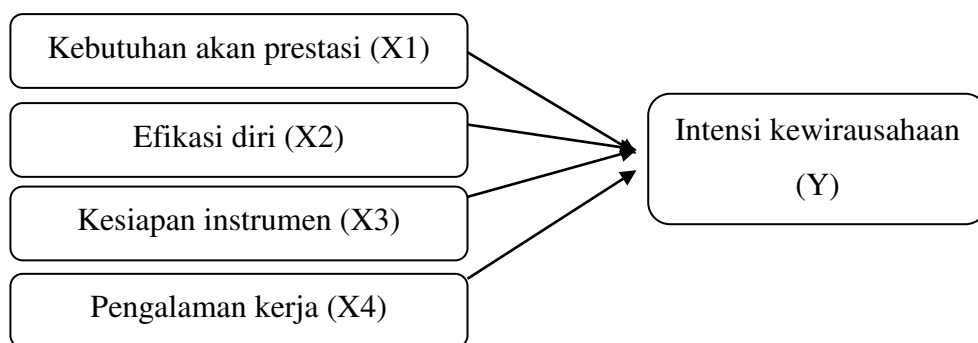 Kebutuhan akan prestasi (X1)
Efikasi diri (X2)
Kesiapan instrumen (X3)
Pengalaman kerja (X4)
Intensi kewirausahaan
(Y)